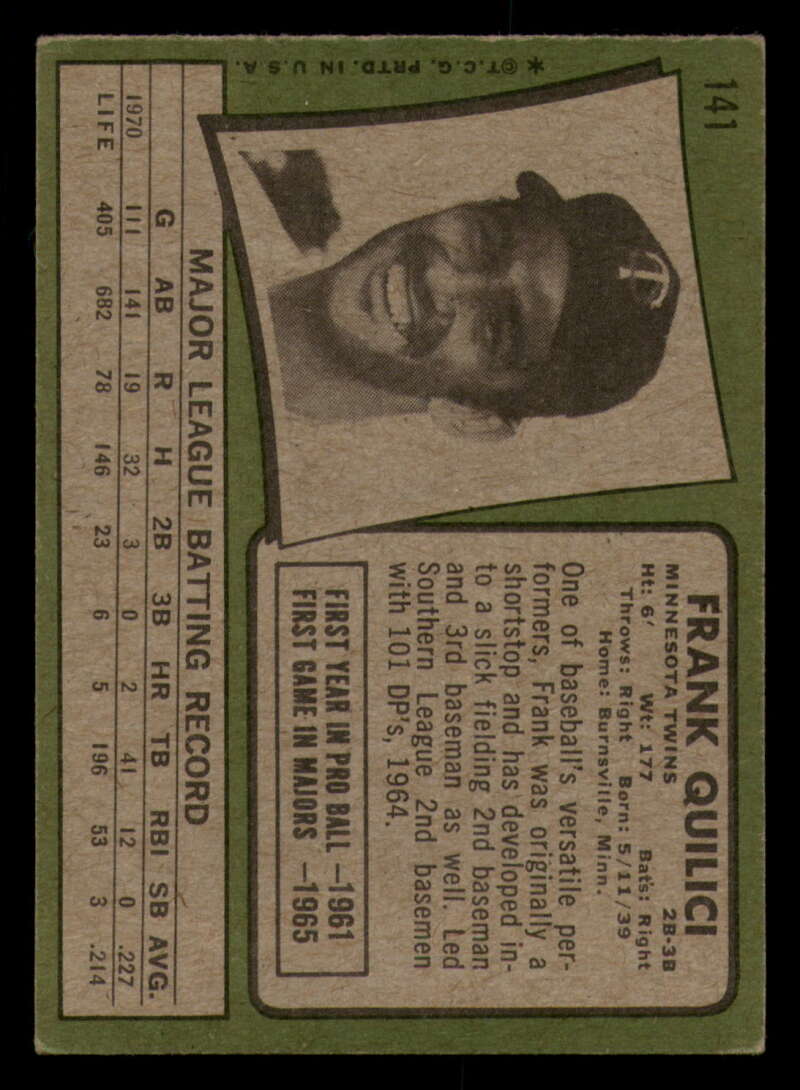 141
*©T.C.G. PRTD. IN U.S.A.
FRANK QUILICI
MINNESOTA TWINS 2B-3B
Ht: 6' Wt: 177 Bats: Right
Throws: Right Born: 5/11/39
Home: Burnsville, Minn.
One of baseball's versatile per-
formers, Frank was originally a
shortstop and has developed in-
to a slick fielding 2nd baseman
and 3rd baseman as well. Led
Southern League 2nd basemen
with 101 DP's, 1964.
FIRST YEAR IN PRO BALL –1961
FIRST GAME IN MAJORS –1965
MAJOR LEAGUE BATTING RECORD
G AB R H 2B 3B HR TB RBI SB AVG.
1970 111 141 19 32 3 0 2 41 12 0 .227
LIFE 405 682 78 146 23 6 5 196 53 3 .214
TC